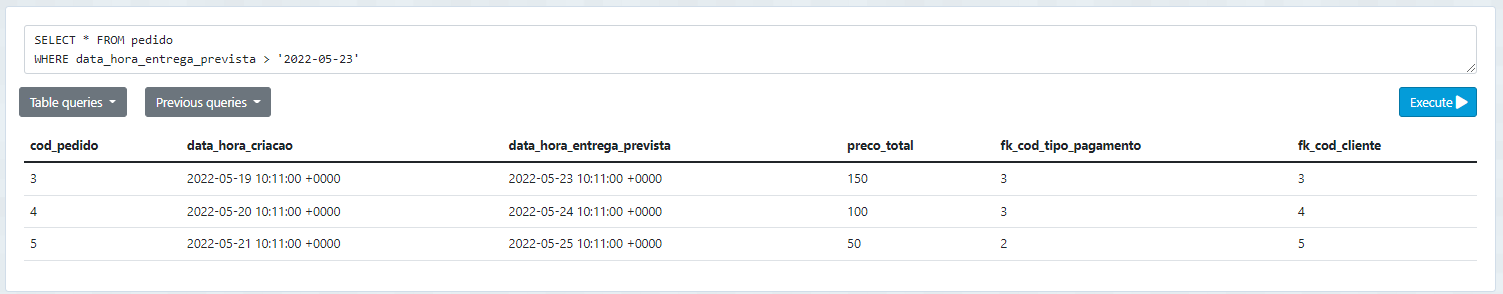 SELECT * FROM pedido
WHERE data_hora_entrega_prevista > '2022-05-23'
Table queries Previous queries Execute
cod_pedido data_hora_criacao data_hora_entrega_prevista preco_total fk_cod_tipo_pagamento fk_cod_cliente
3 2022-05-19 10:11:00 +0000 2022-05-23 10:11:00 +0000 150 3 3
4 2022-05-20 10:11:00 +0000 2022-05-24 10:11:00 +0000 100 3 4
5 2022-05-21 10:11:00 +0000 2022-05-25 10:11:00 +0000 50 2 5